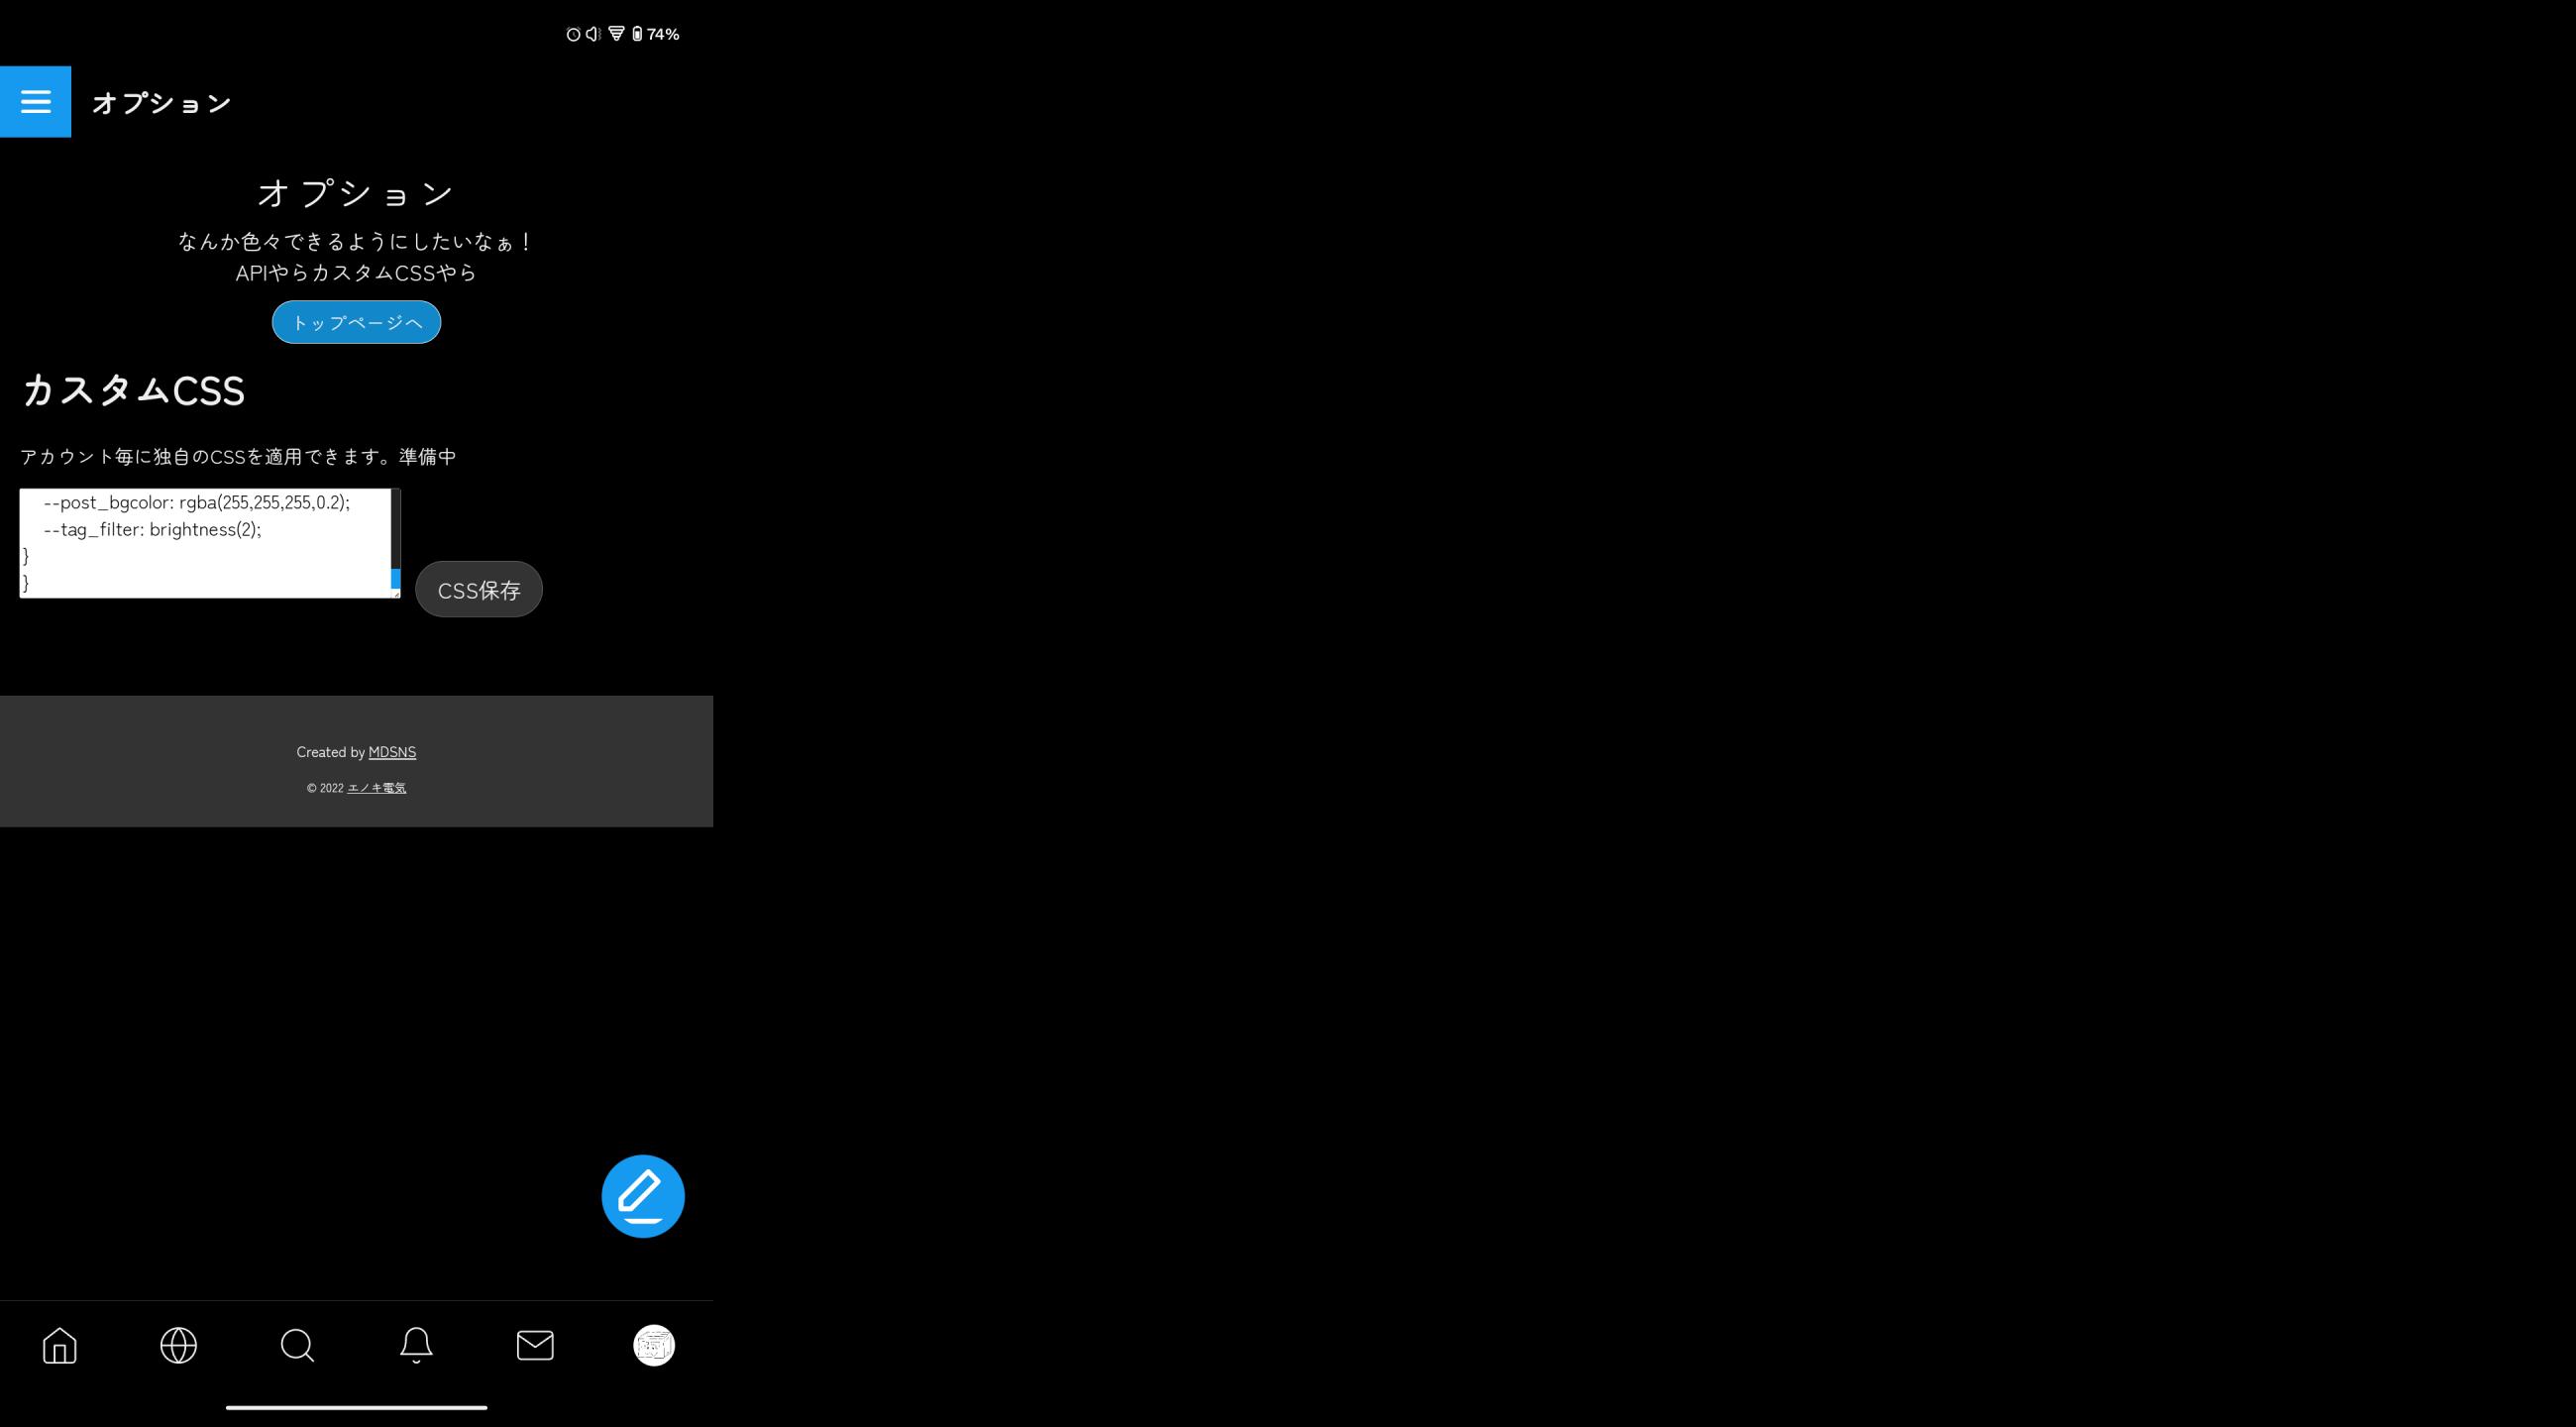 74%
オプション
オプション
なんか色々できるようにしたいなぁ！
APIやらカスタムCSSやら
トップページへ
カスタムCSS
アカウント毎に独自のCSSを適用できます。準備中
--post_bgcolor: rgba(255,255,255,0.2);
--tag_filter: brightness(2);
}
}
CSS保存
Created by MDSNS
© 2022 エノキ電気